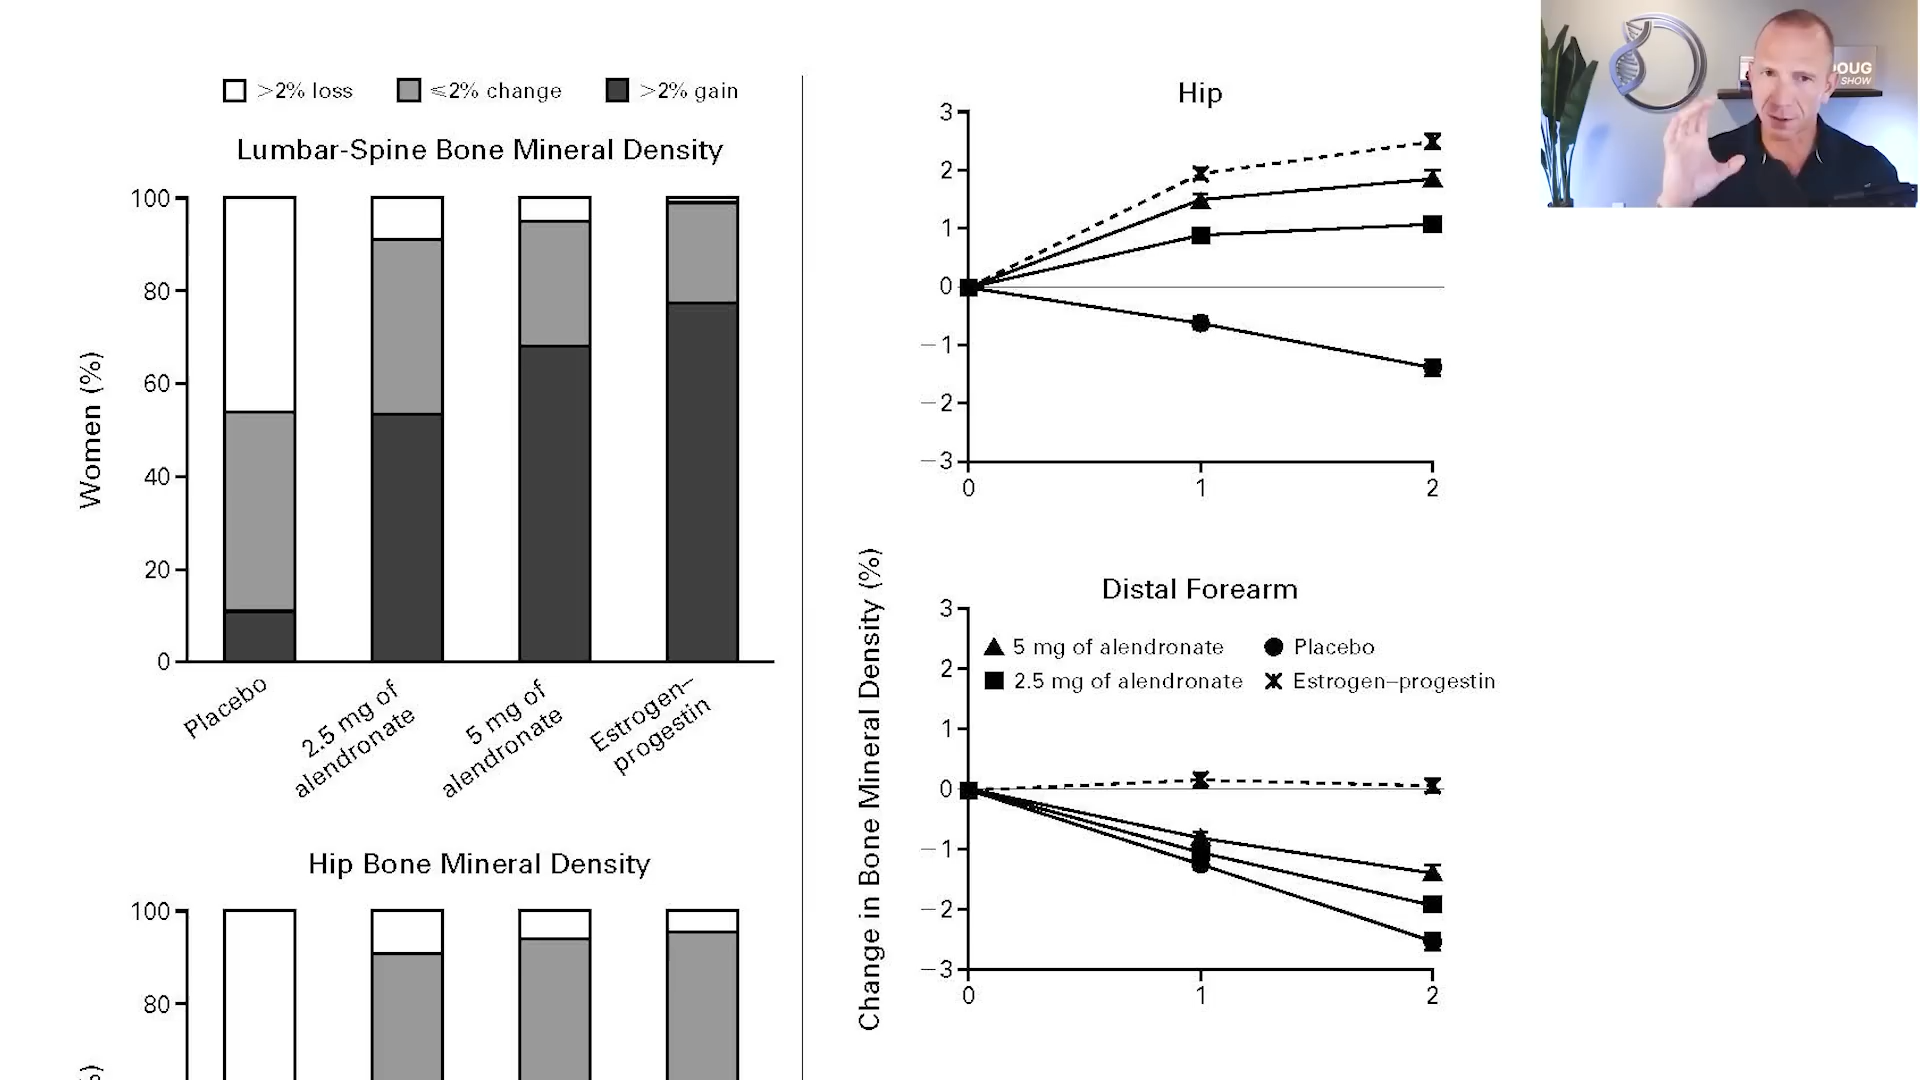 >2% loss ⩽2% change >2% gain
Lumbar-Spine Bone Mineral Density
100
80
60
40
20
0
Women (%)
Placebo
2.5 mg of
alendronate
5 mg of
alendronate
Estrogen–
progestin
Hip Bone Mineral Density
100
80
%)
Hip
3
2
1
0
−1
−2
−3
0 1 2
Change in Bone Mineral Density (%)
Distal Forearm
3
5 mg of alendronate Placebo
2
2.5 mg of alendronate Estrogen–progestin
1
0
−1
−2
−3
0 1 2
OUG
SHOW